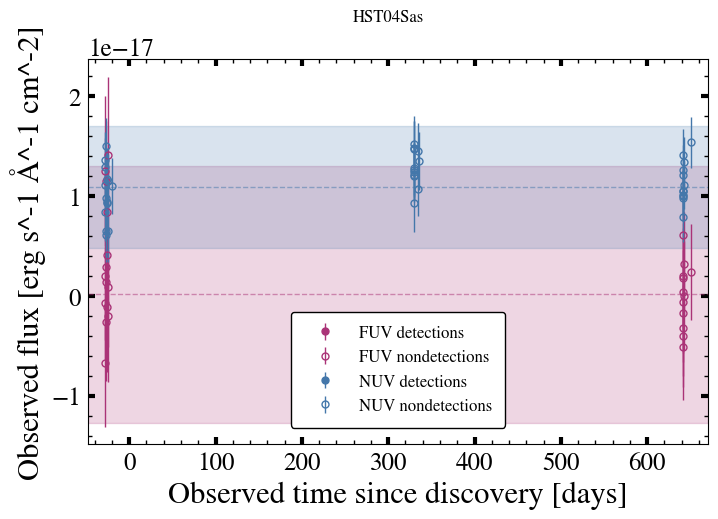 HST04Sas
1e−17
2
1
0
−1
Observed flux [erg s^-1 Å^-1 cm^-2]
FUV detections
FUV nondetections
NUV detections
NUV nondetections
0 100 200 300 400 500 600
Observed time since discovery [days]